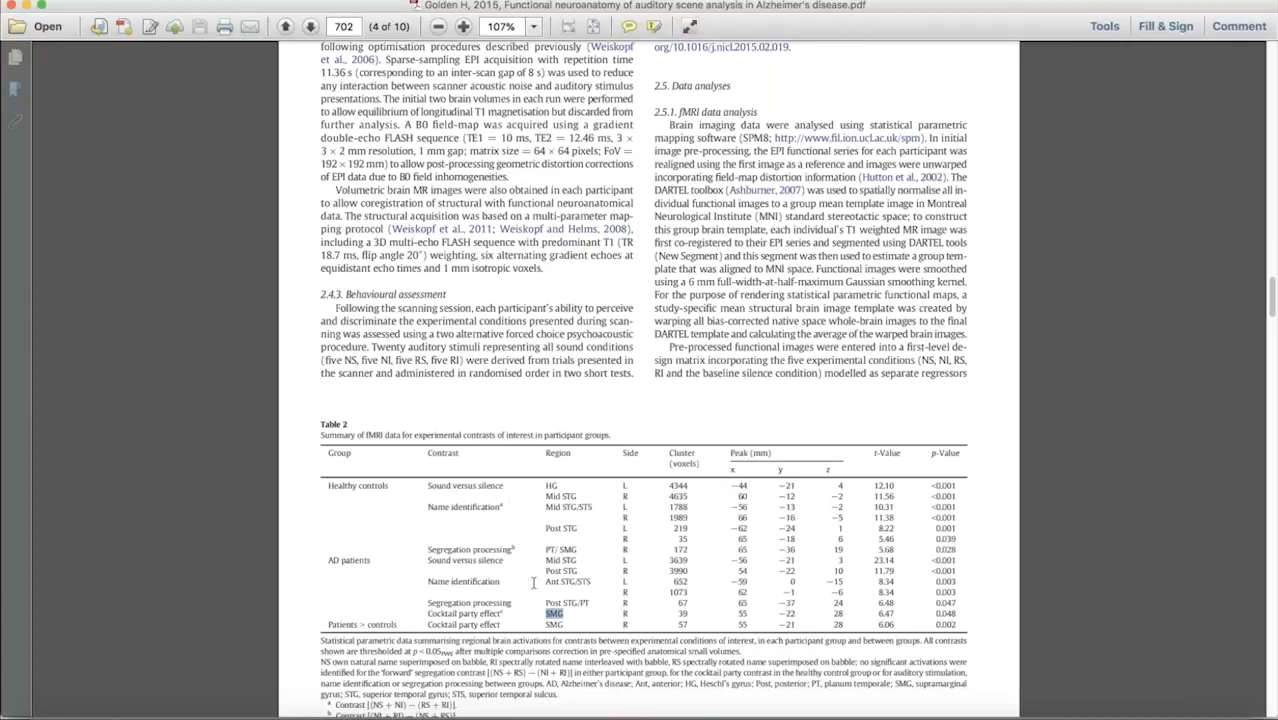 Golden H, 2015, Functional neuroanatomy of auditory scene analysis in Alzheimer's disease.pdf
Open
702
(4 of 10)
107%
Tools
Fill & Sign
Comment
following optimisation procedures described previously (Weiskopf
et al., 2006). Sparse-sampling EPI acquisition with repetition time
11.36 s (corresponding to an inter-scan gap of 8 s) was used to reduce
any interaction between scanner acoustic noise and auditory stimulus
presentations. The initial two brain volumes in each run were performed
to allow equilibrium of longitudinal T1 magnetisation but discarded from
further analysis. A B0 field-map was acquired using a gradient
double-echo FLASH sequence (TE1 = 10 ms, TE2 = 12.46 ms, 3 ×
3 × 2 mm resolution, 1 mm gap; matrix size = 64 × 64 pixels; FoV =
192 × 192 mm) to allow post-processing geometric distortion corrections
of EPI data due to B0 field inhomogeneities.
Volumetric brain MR images were also obtained in each participant
to allow coregistration of structural with functional neuroanatomical
data. The structural acquisition was based on a multi-parameter map-
ping protocol (Weiskopf et al., 2011; Weiskopf and Helms, 2008),
including a 3D multi-echo FLASH sequence with predominant T1 (TR
18.7 ms, flip angle 20°) weighting, six alternating gradient echoes at
equidistant echo times and 1 mm isotropic voxels.
2.4.3. Behavioural assessment
Following the scanning session, each participant's ability to perceive
and discriminate the experimental conditions presented during scan-
ning was assessed using a two alternative forced choice psychoacoustic
procedure. Twenty auditory stimuli representing all sound conditions
(five NS, five NI, five RS, five RI) were derived from trials presented in
the scanner and administered in randomised order in two short tests.
org/10.1016/j.nicl.2015.02.019.
2.5. Data analyses
2.5.1. fMRI data analysis
Brain imaging data were analysed using statistical parametric
mapping software (SPM8; http://www.fil.ion.ucl.ac.uk/spm). In initial
image pre-processing, the EPI functional series for each participant was
realigned using the first image as a reference and images were unwarped
incorporating field-map distortion information (Hutton et al., 2002). The
DARTEL toolbox (Ashburner, 2007) was used to spatially normalise all in-
dividual functional images to a group mean template image in Montreal
Neurological Institute (MNI) standard stereotactic space; to construct
this group brain template, each individual's T1 weighted MR image was
first co-registered to their EPI series and segmented using DARTEL tools
(New Segment) and this segment was then used to estimate a group tem-
plate that was aligned to MNI space. Functional images were smoothed
using a 6 mm full-width-at-half-maximum Gaussian smoothing kernel.
For the purpose of rendering statistical parametric functional maps, a
study-specific mean structural brain image template was created by
warping all bias-corrected native space whole-brain images to the final
DARTEL template and calculating the average of the warped brain images.
Pre-processed functional images were entered into a first-level de-
sign matrix incorporating the five experimental conditions (NS, NI, RS,
RI and the baseline silence condition) modelled as separate regressors
Table 2
Summary of fMRI data for experimental contrasts of interest in participant groups.
Group Contrast Region Side Cluster (voxels) Peak (mm) t-Value p-Value
x y z
Healthy controls Sound versus silence HG L 4344 −44 −21 4 12.10 <0.001
Mid STG R 4635 60 −12 −2 11.56 <0.001
Name identificationᵃ Mid STG/STS L 1788 −56 −13 −2 10.31 <0.001
R 1989 66 −16 −5 11.38 <0.001
Post STG L 219 −62 −24 1 8.22 0.001
R 35 65 −18 6 5.46 0.039
Segregation processingᵇ PT/ SMG R 172 65 −36 19 5.68 0.028
AD patients Sound versus silence Mid STG L 3639 −56 −21 3 23.14 <0.001
Post STG R 3990 54 −22 10 11.79 <0.001
Name identification Ant STG/STS L 652 −59 0 −15 8.34 0.003
R 1073 62 −1 −6 8.34 0.003
Segregation processing Post STG/PT R 67 65 −37 24 6.48 0.047
Cocktail party effectᶜ SMG R 39 55 −22 28 6.47 0.048
Patients > controls Cocktail party effect SMG R 57 55 −21 28 6.06 0.002
Statistical parametric data summarising regional brain activations for contrasts between experimental conditions of interest, in each participant group and between groups. All contrasts
shown are thresholded at p < 0.05FWE after multiple comparisons correction in pre-specified anatomical small volumes.
NS own natural name superimposed on babble, RI spectrally rotated name interleaved with babble, RS spectrally rotated name superimposed on babble; no significant activations were
identified for the 'forward' segregation contrast [(NS + RS) − (NI + RI)] in either participant group, for the cocktail party contrast in the healthy control group or for auditory stimulation,
name identification or segregation processing between groups. AD, Alzheimer's disease; Ant, anterior; HG, Heschl's gyrus; Post, posterior; PT, planum temporale; SMG, supramarginal
gyrus; STG, superior temporal gyrus; STS, superior temporal sulcus.
ᵃ Contrast [(NS + NI) − (RS + RI)].
ᵇ Contrast [(NI + RI) − (NS + RS)].